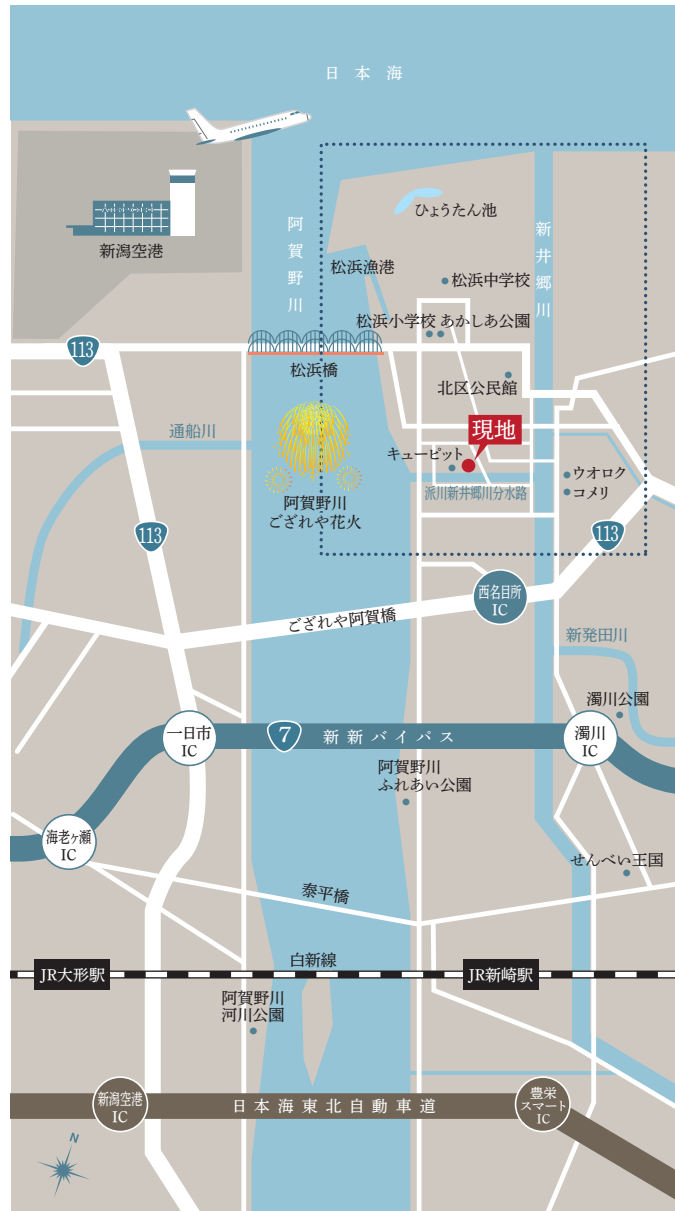 日本海
新潟空港
阿賀野川
ひょうたん池
新井郷川
松浜漁港
松浜中学校
松浜小学校
あかしあ公園
113
松浜橋
北区公民館
現地
通船川
キューピット
ウオロク
コメリ
派川新井郷川分水路
阿賀野川
ござれや花火
113
113
西名目所
IC
ござれや阿賀橋
新発田川
濁川公園
一日市
IC
7
新新バイパス
濁川
IC
阿賀野川
ふれあい公園
海老ヶ瀬
IC
せんべい王国
泰平橋
白新線
JR大形駅
JR新崎駅
阿賀野川
河川公園
新潟空港
IC
日本海東北自動車道
豊栄
スマート
IC
N